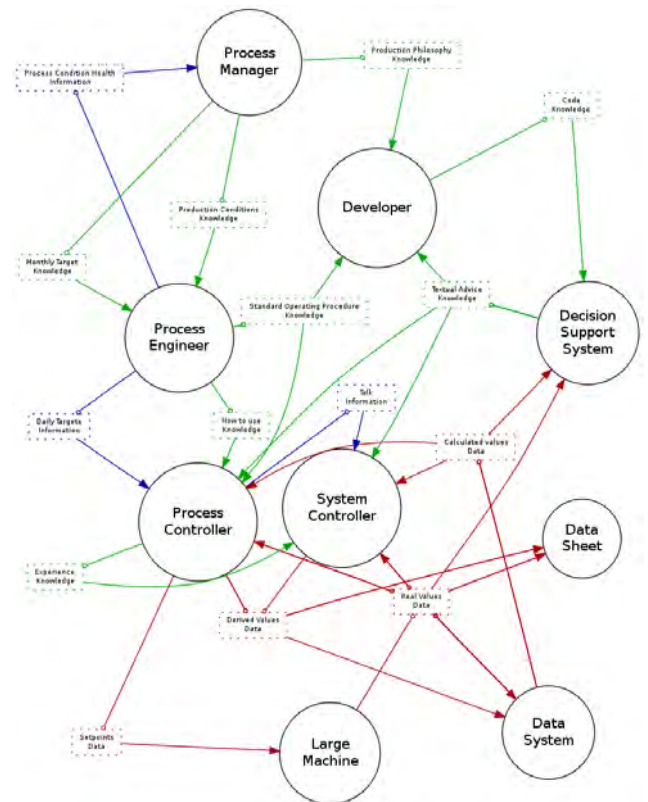 Process
Manager
Production Philosophy
Knowledge
Process Condition Health
Information
Code
Knowledge
Developer
Production Conditions
Knowledge
Monthly Target
Knowledge
Textual Advice
Knowledge
Standard Operating Procedure
Knowledge
Process
Engineer
Decision
Support
System
Talk
Information
Daily Targets
Information
How to use
Knowledge
Calculated values
Data
Process
Controller
System
Controller
Data
Sheet
Experience
Knowledge
Real Values
Data
Derived Values
Data
Setpoints
Data
Large
Machine
Data
System